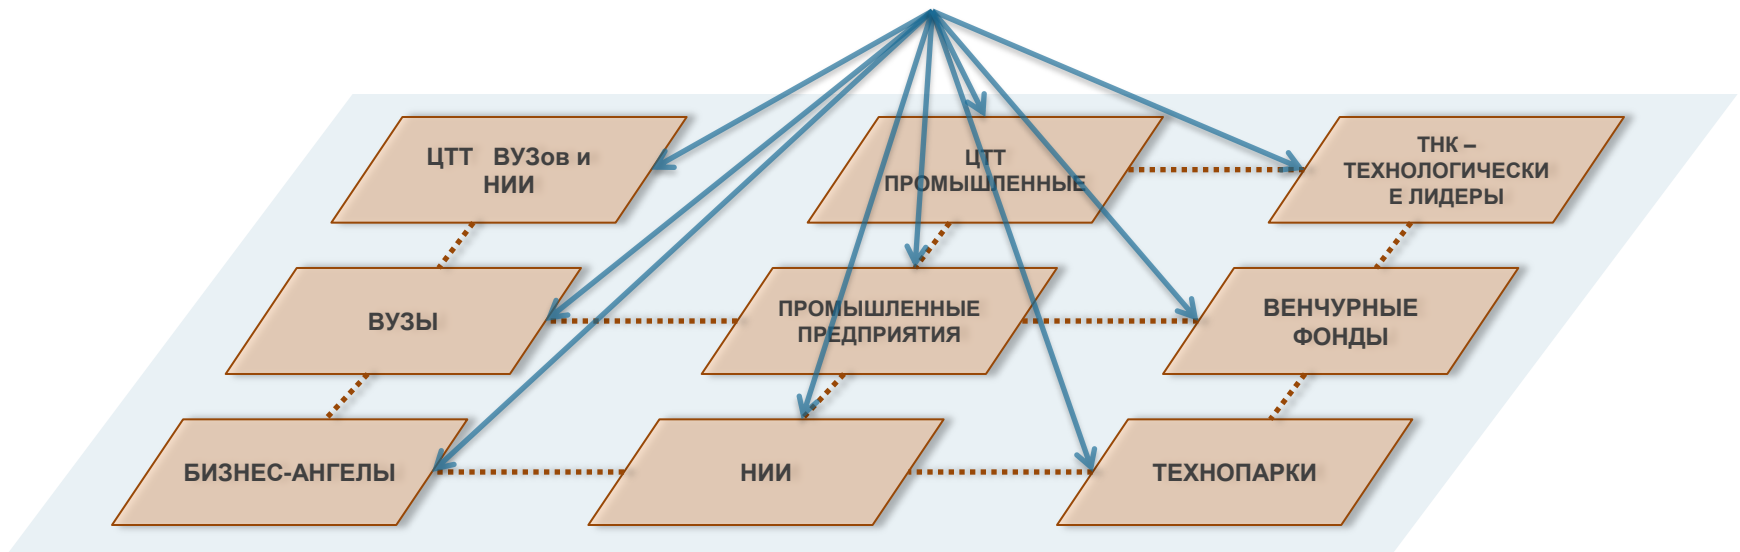 ЦТТ ВУЗов и
НИИ
ЦТТ
ПРОМЫШЛЕННЫЕ
ТНК –
ТЕХНОЛОГИЧЕСКИ
Е ЛИДЕРЫ
ВУЗЫ
ПРОМЫШЛЕННЫЕ
ПРЕДПРИЯТИЯ
ВЕНЧУРНЫЕ
ФОНДЫ
БИЗНЕС-АНГЕЛЫ
НИИ
ТЕХНОПАРКИ